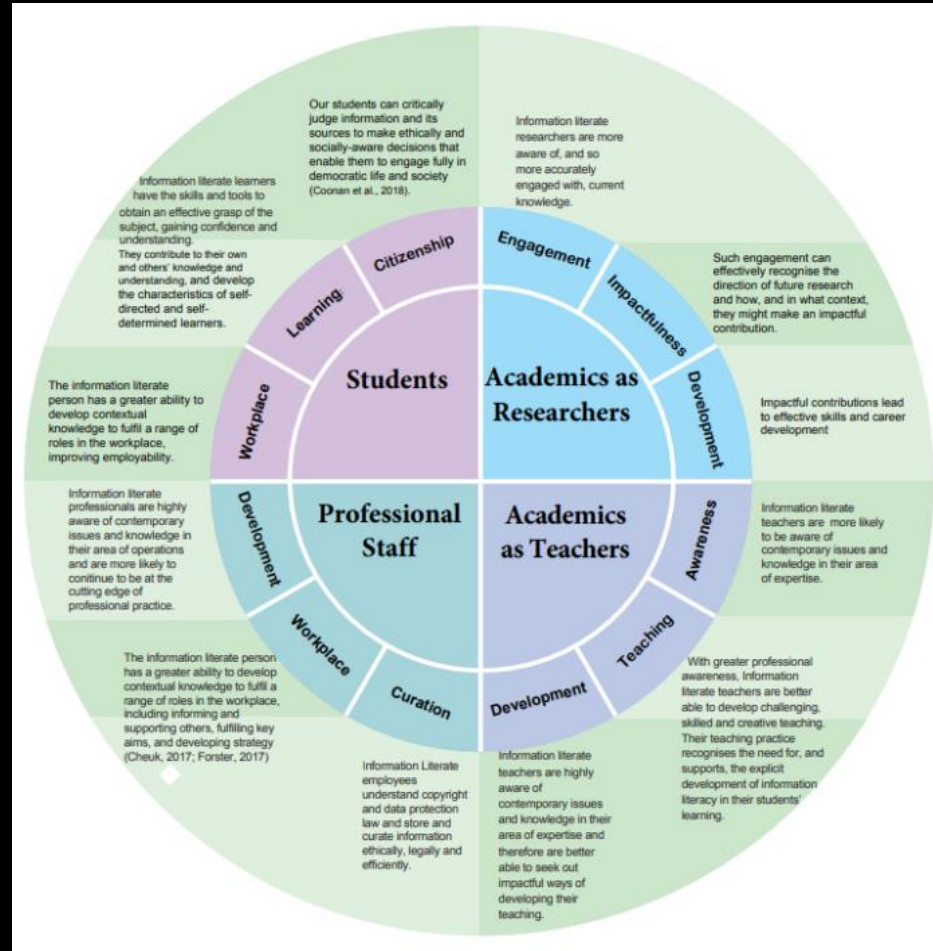 Our students can critically
judge information and its
sources to make ethically and
socially-aware decisions that
enable them to engage fully in
democratic life and society
(Coonan et al., 2018).
Information literate
researchers are more
aware of, and so
more accurately
engaged with, current
knowledge.
Information literate learners
have the skills and tools to
obtain an effective grasp of the
subject, gaining confidence and
understanding.
They contribute to their own
and others' knowledge and
understanding, and develop
the characteristics of self-
directed and self-
determined learners.
Such engagement can
effectively recognise the
direction of future research
and how, and in what context,
they might make an impactful
contribution.
The information literate
person has a greater ability to
develop contextual
knowledge to fulfil a range of
roles in the workplace,
improving employability.
Impactful contributions lead
to effective skills and career
development
Citizenship
Learning:
Workplace
Students
Engagement
Impactfulness
Development
Academics as
Researchers
Development
Workplace
Curation
Professional
Staff
Awareness
Teaching
Development
Academics
as Teachers
Information literate
professionals are highly
aware of contemporary
issues and knowledge in
their area of operations
and are more likely to
continue to be at the
cutting edge of
professional practice.
Information literate
teachers are more likely
to be aware of
contemporary issues and
knowledge in their area
of expertise.
The information literate person
has a greater ability to develop
contextual knowledge to fulfil a
range of roles in the workplace,
including informing and
supporting others, fulfilling key
aims, and developing strategy
(Cheuk, 2017; Forster, 2017)
With greater professional
awareness, Information
literate teachers are better
able to develop challenging,
skilled and creative teaching.
Their teaching practice
recognises the need for, and
supports, the explicit
development of information
literacy in their students'
learning.
Information Literate
employees
understand copyright
and data protection
law and store and
curate information
ethically, legally and
efficiently.
Information literate
teachers are highly
aware of
contemporary issues
and knowledge in their
area of expertise and
therefore are better
able to seek out
impactful ways of
developing their
teaching.